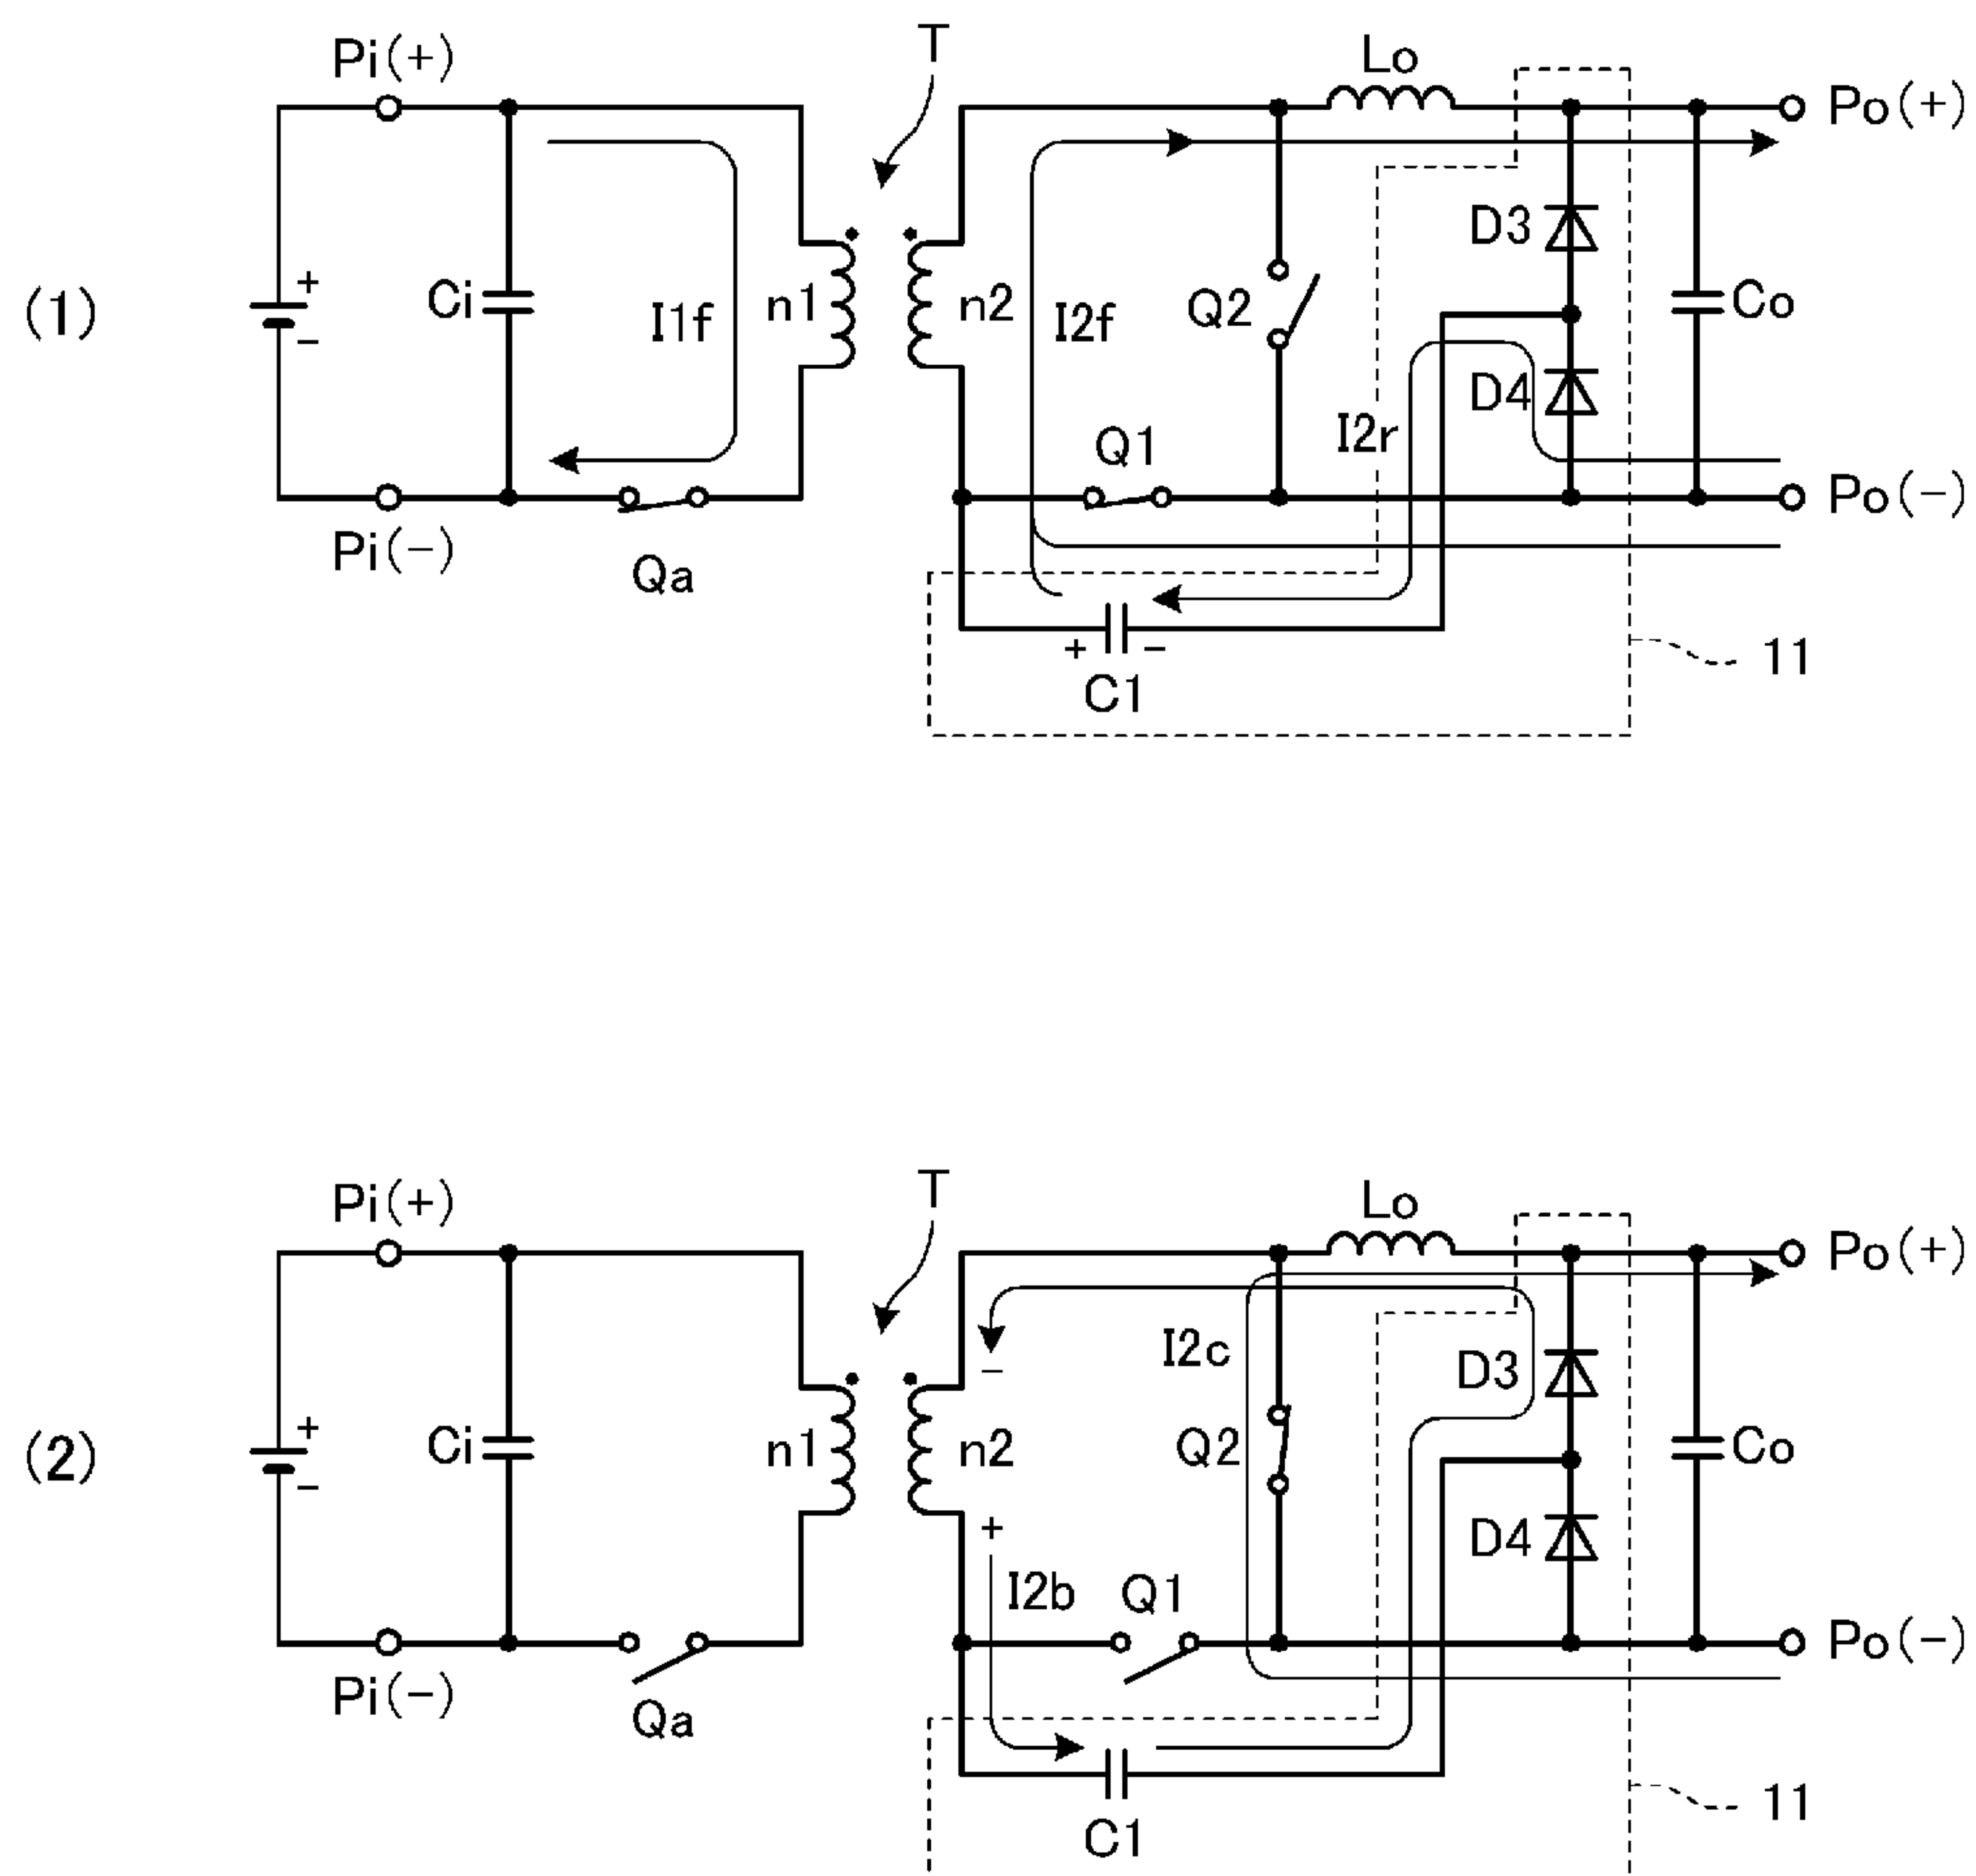 (1)
Pi(+)
T
Lo
Po(+)
D3
+
Ci
I1f
n1
n2
I2f
Q2
Co
−
D4
I2r
Q1
Po(−)
Pi(−)
Qa
+ −
C1
11
(2)
Pi(+)
T
Lo
Po(+)
I2c
−
D3
+
Ci
n1
n2
Q2
Co
−
+
D4
I2b
Q1
Po(−)
Pi(−)
Qa
11
C1